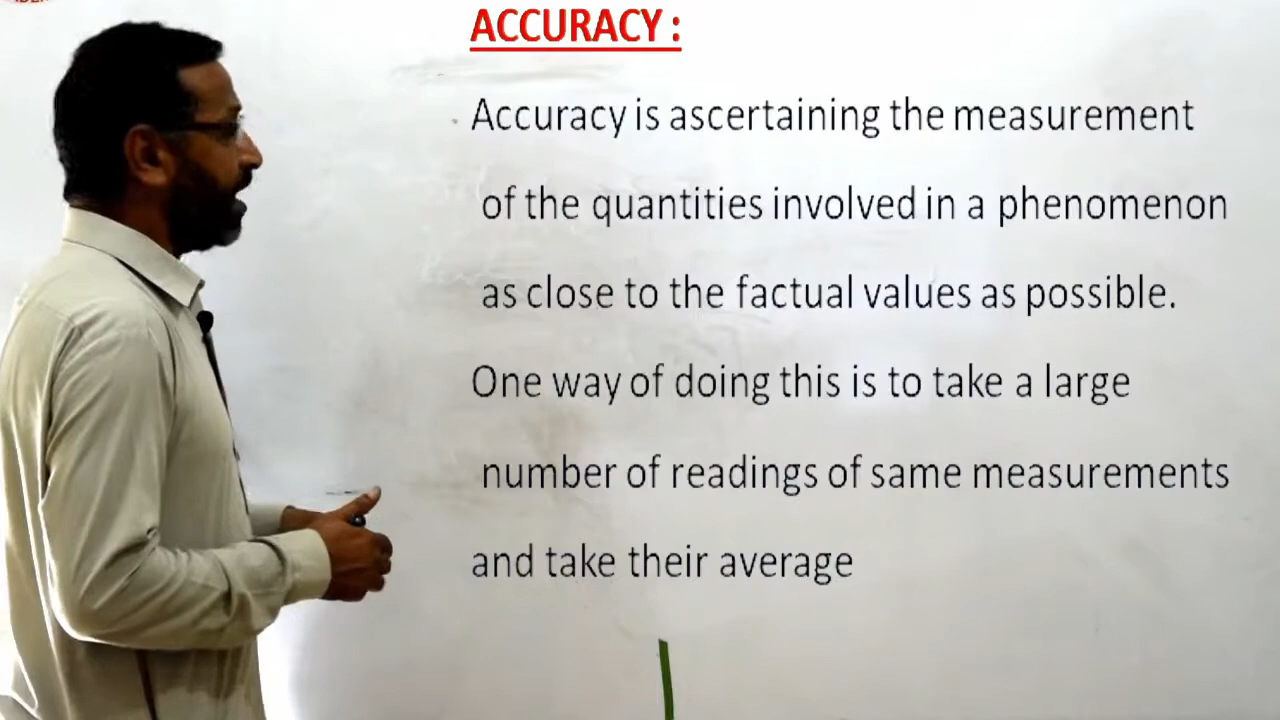 ACCURACY :
Accuracy is ascertaining the measurement
of the quantities involved in a phenomenon
as close to the factual values as possible.
One way of doing this is to take a large
number of readings of same measurements
and take their average